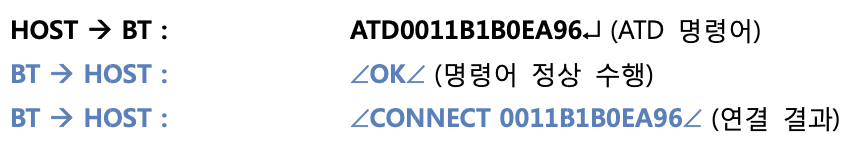 HOST → BT : ATD0011B1B0EA96↵ (ATD 명령어)
BT → HOST : ∠OK∠ (명령어 정상 수행)
BT → HOST : ∠CONNECT 0011B1B0EA96∠ (연결 결과)